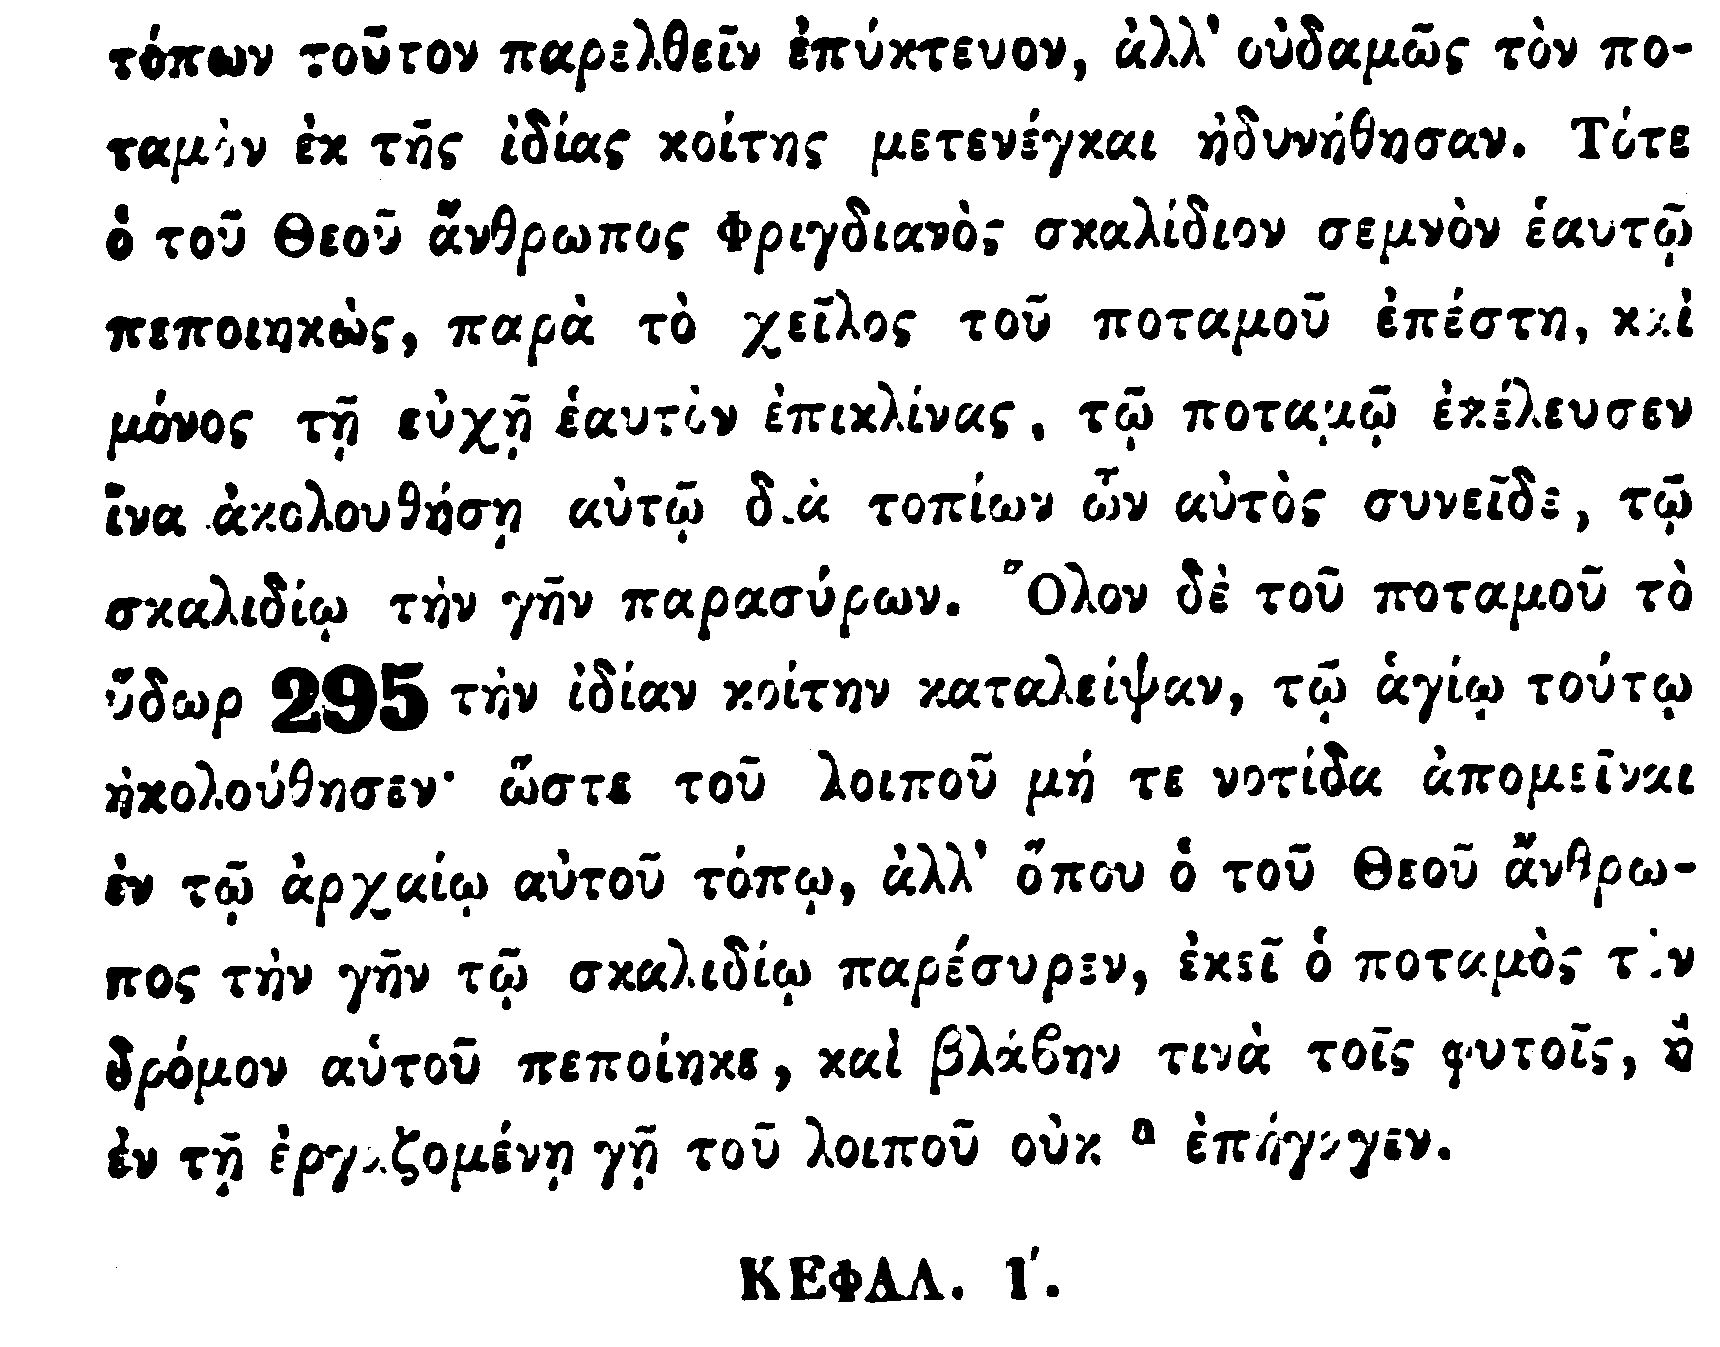 τόπων τοῦτον παρελθεῖν ἐπύκτευον, ἀλλ' οὐδαμῶς τὸν πο-
ταμὸν ἐκ τῆς ἰδίας κοίτης μετενέγκαι ἠδυνήθησαν. Τότε
ὁ τοῦ Θεοῦ ἄνθρωπος Φριγδιανὸς σκαλίδιον σεμνὸν ἑαυτῷ
πεποιηκὼς, παρὰ τὸ χεῖλος τοῦ ποταμοῦ ἐπέστη, καὶ
μόνος τῇ εὐχῇ ἑαυτὸν ἐπικλίνας, τῷ ποταμῷ ἐκέλευσεν
ἵνα ἀκολουθήσῃ αὐτῷ διὰ τοπίων ὧν αὐτὸς συνεῖδε, τῷ
σκαλιδίῳ τὴν γῆν παρασύρων. Ὅλον δὲ τοῦ ποταμοῦ τὸ
ὕδωρ 295 τὴν ἰδίαν κοίτην καταλείψαν, τῷ ἁγίῳ τούτῳ
ἠκολούθησεν· ὥστε τοῦ λοιποῦ μή τε νοτίδα ἀπομεῖναι
ἐν τῷ ἀρχαίῳ αὐτοῦ τόπῳ, ἀλλ' ὅπου ὁ τοῦ Θεοῦ ἄνθρω-
πος τὴν γῆν τῷ σκαλιδίῳ παρέσυρεν, ἐκεῖ ὁ ποταμὸς τὸν
δρόμον αὑτοῦ πεποίηκε, καὶ βλάϐην τινὰ τοῖς φυτοῖς, ἢ
ἐν τῇ ἐργαζομένῃ γῇ τοῦ λοιποῦ οὐκ ª ἐπήγαγεν.
ΚΕΦΑΛ. Ι'.